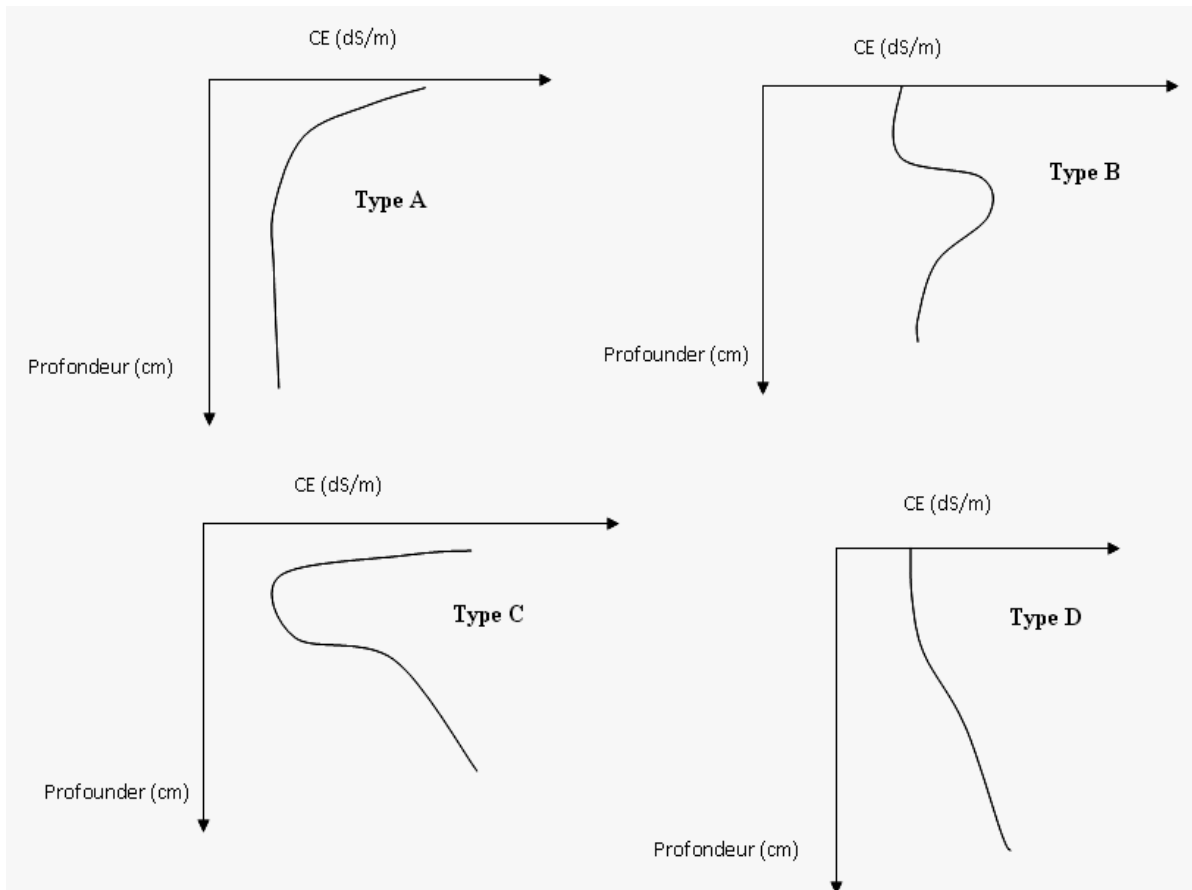 CE (dS/m)
Type A
Profondeur (cm)
CE (dS/m)
Type B
Profounder (cm)
CE (dS/m)
Type C
Profounder (cm)
CE (dS/m)
Type D
Profondeur (cm)